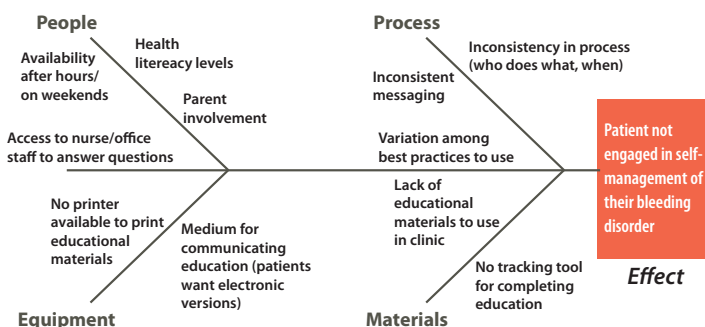 People
Availability
after hours/
on weekends
Health
litereacy levels
Parent
involvement
Access to nurse/office
staff to answer questions
Process
Inconsistency in process
(who does what, when)
Inconsistent
messaging
Variation among
best practices to use
No printer
available to print
educational
materials
Medium for
communicating
education (patients
want electronic
versions)
Equipment
Lack of
educational
materials to use
in clinic
No tracking tool
for completing
education
Materials
Patient not
engaged in self-
management of
their bleeding
disorder
Effect